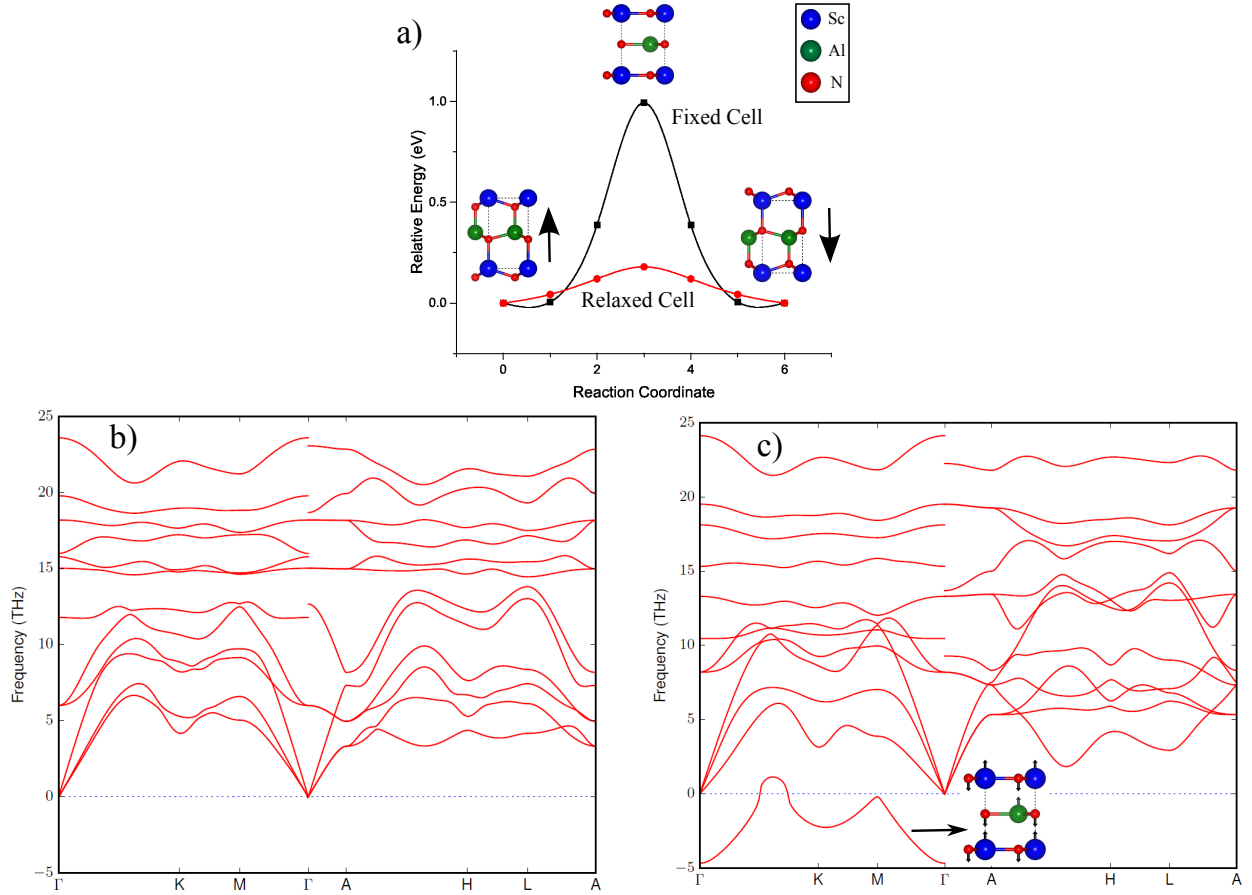 a)
Sc
Al
N
Relative Energy (eV)
1.0
0.5
0.0
Fixed Cell
Relaxed Cell
0 2 4 6
Reaction Coordinate
b)
Frequency (THz)
25
20
15
10
5
0
−5
Γ K M Γ A H L A
c)
Frequency (THz)
25
20
15
10
5
0
−5
Γ K M Γ A H L A